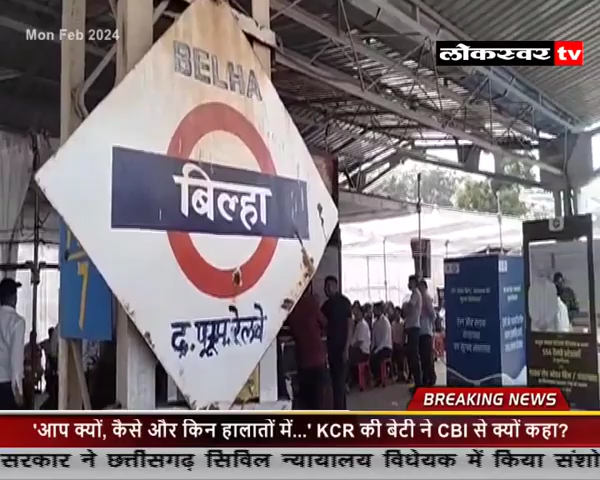 Mon Feb 2024
लोकस्वर tv
BELHA
बिल्हा
द.पू.म.रेलवे
7
BREAKING NEWS
'आप क्यों, कैसे और किन हालातों में...' KCR की बेटी ने CBI से क्यों कहा?
सरकार ने छत्तीसगढ़ सिविल न्यायालय विधेयक में किया संशो